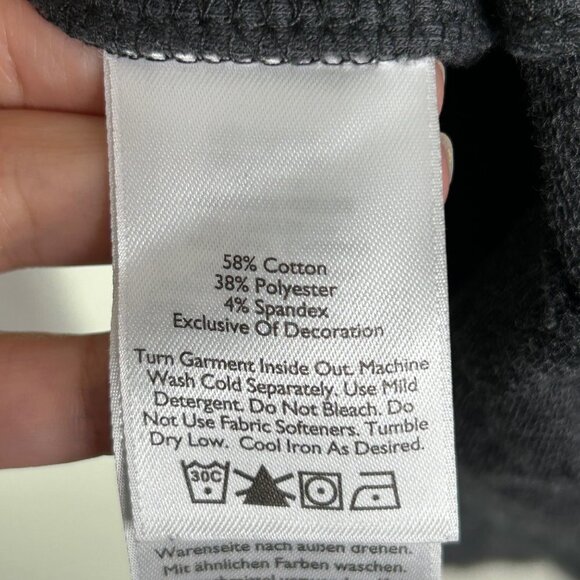 58% Cotton
38% Polyester
4% Spandex
Exclusive Of Decoration
Turn Garment Inside Out. Machine
Wash Cold Separately. Use Mild
Detergent. Do Not Bleach. Do
Not Use Fabric Softeners. Tumble
Dry Low. Cool Iron As Desired.
30C
Warenseite nach außen drehen.
Mit ähnlichen Farben waschen.